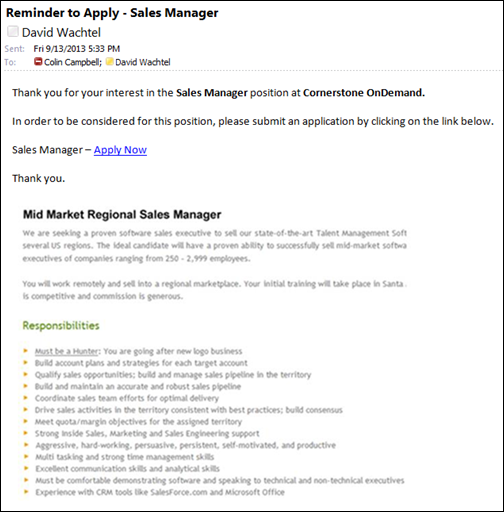 Reminder to Apply - Sales Manager
David Wachtel
Sent: Fri 9/13/2013 5:33 PM
To: Colin Campbell; David Wachtel
Thank you for your interest in the Sales Manager position at Cornerstone OnDemand.
In order to be considered for this position, please submit an application by clicking on the link below.
Sales Manager – Apply Now
Thank you.
Mid Market Regional Sales Manager
We are seeking a proven software sales executive to sell our state-of-the-art Talent Management Soft
several US regions. The ideal candidate will have a proven ability to successfully sell mid-market softwa
executives of companies ranging from 250 - 2,999 employees.
You will work remotely and sell into a regional marketplace. Your initial training will take place in Santa
is competitive and commission is generous.
Responsibilities
Must be a Hunter: You are going after new logo business
Build account plans and strategies for each target account
Qualify sales opportunities; build and manage sales pipeline in the territory
Build and maintain an accurate and robust sales pipeline
Coordinate sales team efforts for optimal delivery
Drive sales activities in the territory consistent with best practices; build consensus
Meet quota/margin objectives for the assigned territory
Strong Inside Sales, Marketing and Sales Engineering support
Aggressive, hard-working, persuasive, persistent, self-motivated, and productive
Multi tasking and strong time management skills
Excellent communication skills and analytical skills
Must be comfortable demonstrating software and speaking to technical and non-technical executives
Experience with CRM tools like SalesForce.com and Microsoft Office